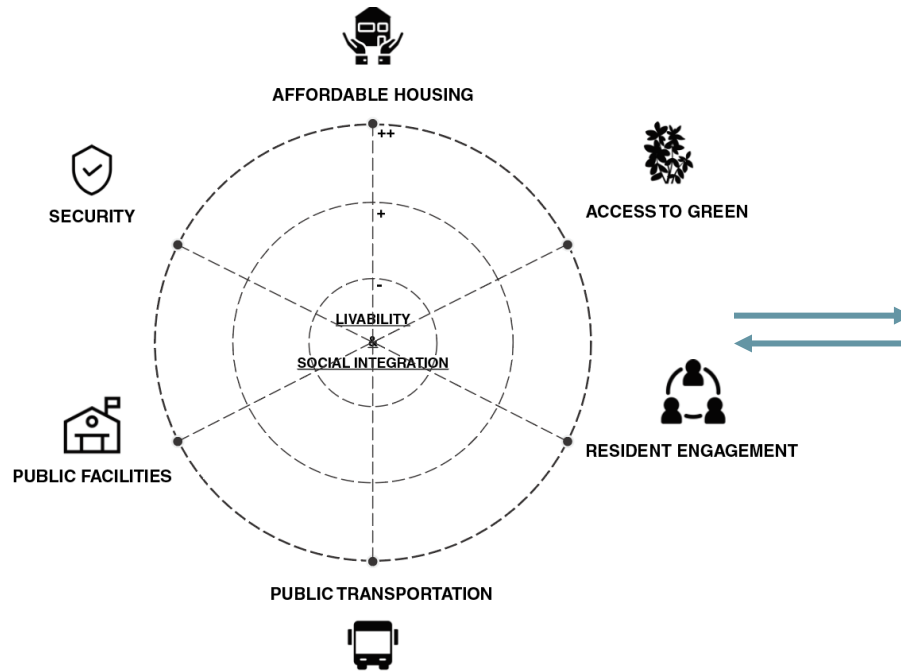 AFFORDABLE HOUSING
++
SECURITY
ACCESS TO GREEN
+
-
LIVABILITY
&
SOCIAL INTEGRATION
PUBLIC FACILITIES
RESIDENT ENGAGEMENT
PUBLIC TRANSPORTATION